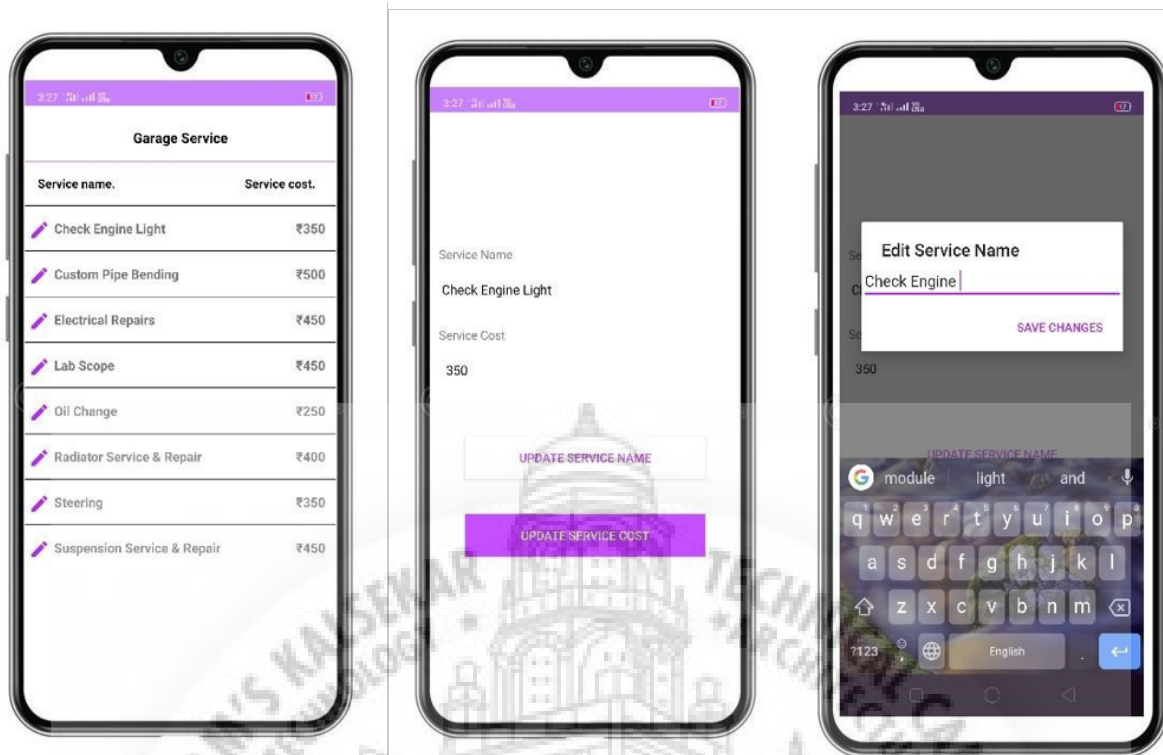 3:27
Garage Service
Service name. Service cost.
Check Engine Light ₹350
Custom Pipe Bending ₹500
Electrical Repairs ₹450
Lab Scope ₹450
Oil Change ₹250
Radiator Service & Repair ₹400
Steering ₹350
Suspension Service & Repair ₹450
3:27
Service Name
Check Engine Light
Service Cost
350
UPDATE SERVICE NAME
UPDATE SERVICE COST
3:27
Edit Service Name
Check Engine
SAVE CHANGES
350
UPDATE SERVICE NAME
G module light and
q w e r t y u i o p
a s d f g h j k l
z x c v b n m
?123 , English .
KALSEKAR